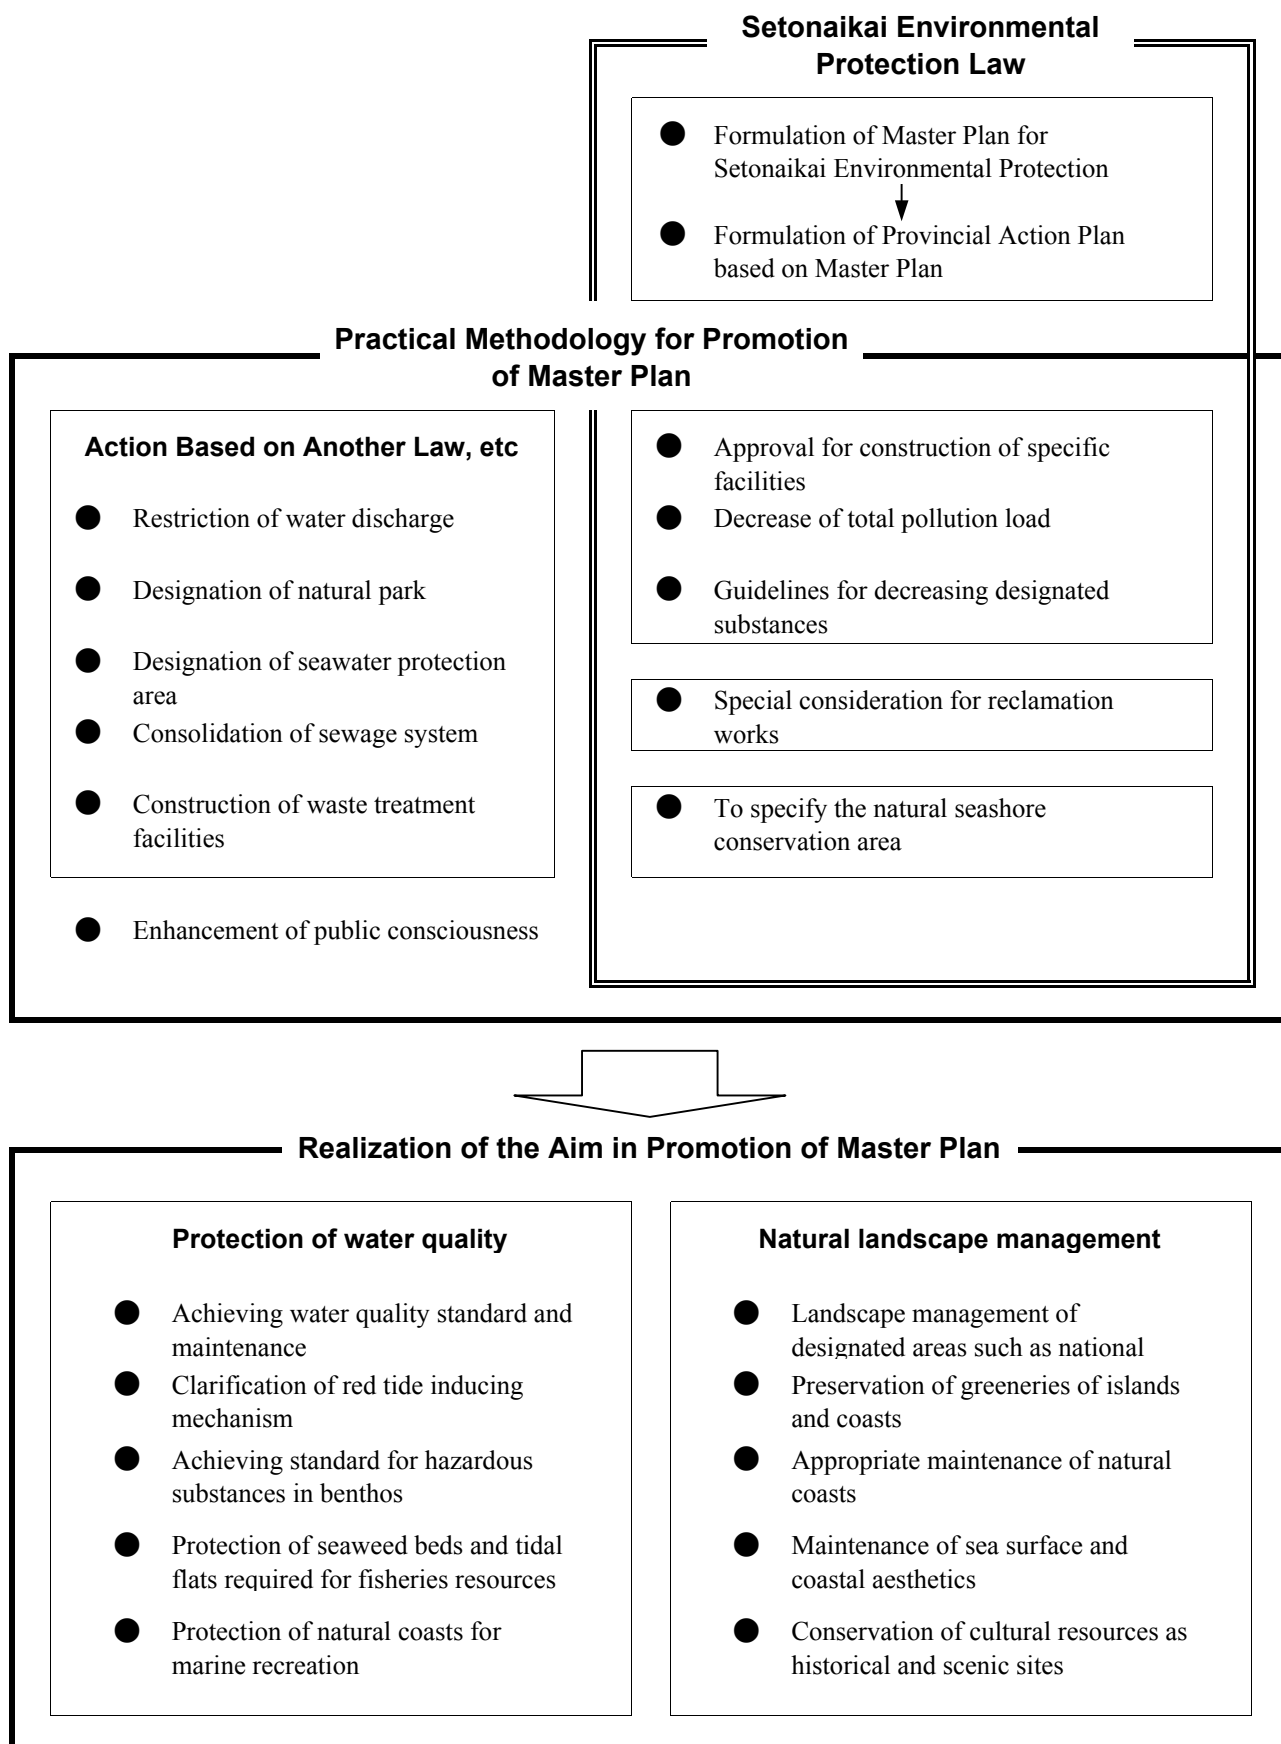 Setonaikai Environmental
Protection Law
● Formulation of Master Plan for
Setonaikai Environmental Protection
● Formulation of Provincial Action Plan
based on Master Plan
Practical Methodology for Promotion
of Master Plan
Action Based on Another Law, etc
● Restriction of water discharge
● Designation of natural park
● Designation of seawater protection
area
● Consolidation of sewage system
● Construction of waste treatment
facilities
● Enhancement of public consciousness
● Approval for construction of specific
facilities
● Decrease of total pollution load
● Guidelines for decreasing designated
substances
● Special consideration for reclamation
works
● To specify the natural seashore
conservation area
Realization of the Aim in Promotion of Master Plan
Protection of water quality
● Achieving water quality standard and
maintenance
● Clarification of red tide inducing
mechanism
● Achieving standard for hazardous
substances in benthos
● Protection of seaweed beds and tidal
flats required for fisheries resources
● Protection of natural coasts for
marine recreation
Natural landscape management
● Landscape management of
designated areas such as national
● Preservation of greeneries of islands
and coasts
● Appropriate maintenance of natural
coasts
● Maintenance of sea surface and
coastal aesthetics
● Conservation of cultural resources as
historical and scenic sites